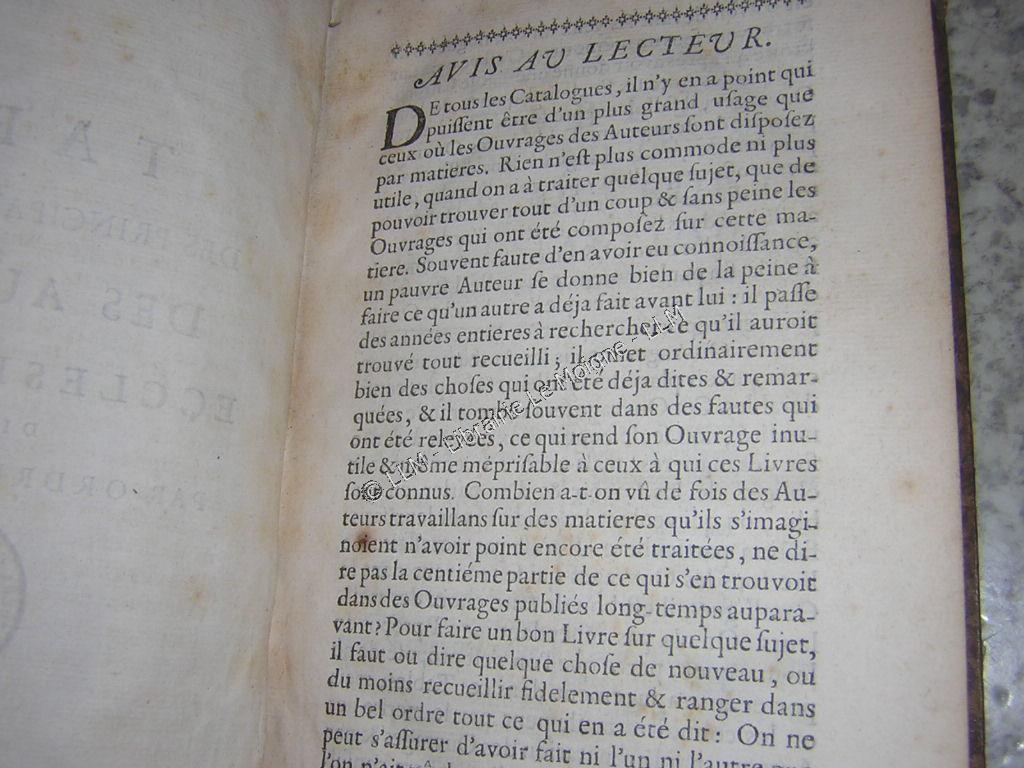 AVIS AU LECTEUR.
DE tous les Catalogues, il n'y en a point qui
puiſſent être d'un plus grand uſage que
ceux où les Ouvrages des Auteurs ſont diſpoſez
par matieres. Rien n'eſt plus commode ni plus
utile, quand on a à traiter quelque ſujet, que de
pouvoir trouver tout d'un coup & ſans peine les
Ouvrages qui ont été compoſez ſur cette ma-
tiere. Souvent faute d'en avoir eu connoiſſance,
un pauvre Auteur ſe donne bien de la peine à
faire ce qu'un autre a déja fait avant lui : il paſſe
des années entieres à rechercher ce qu'il auroit
trouvé tout recueilli ; il omet ordinairement
bien des choſes qui ont été déja dites & remar-
quées, & il tombe ſouvent dans des fautes qui
ont été relevées, ce qui rend ſon Ouvrage inu-
tile & même mépriſable à ceux à qui ces Livres
ſont connus. Combien a-t-on vû de fois des Au-
teurs travaillans ſur des matieres qu'ils s'imagi-
noient n'avoir point encore été traitées, ne di-
re pas la centiéme partie de ce qui s'en trouvoit
dans des Ouvrages publiés long-temps aupara-
vant ? Pour faire un bon Livre ſur quelque ſujet,
il faut ou dire quelque choſe de nouveau, ou
du moins recueillir fidelement & ranger dans
un bel ordre tout ce qui en a été dit : On ne
peut s'aſſurer d'avoir fait ni l'un ni l'autre
l'on n'ait
© LLM - Librairie Le Moigne - LLM